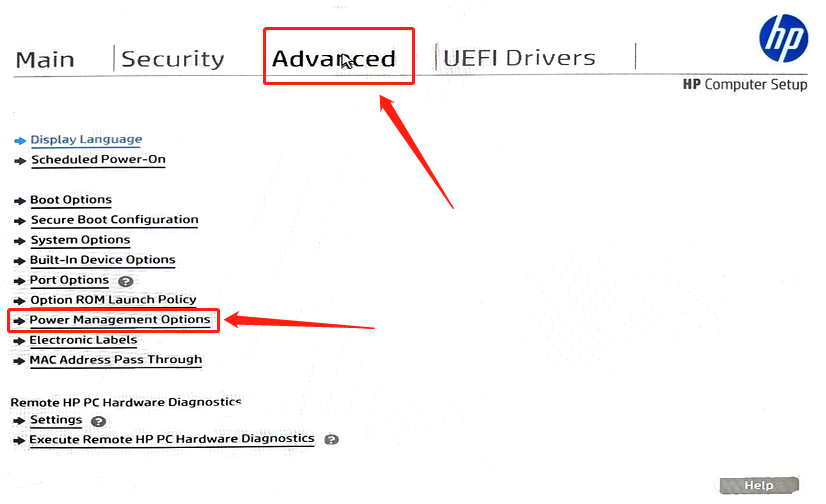 Main
Security
Advanced
UEFI Drivers
hp
HP Computer Setup
Display Language
Scheduled Power-On
Boot Options
Secure Boot Configuration
System Options
Built-In Device Options
Port Options ?
Option ROM Launch Policy
Power Management Options
Electronic Labels
MAC Address Pass Through
Remote HP PC Hardware Diagnostics
Settings ?
Execute Remote HP PC Hardware Diagnostics ?
Help